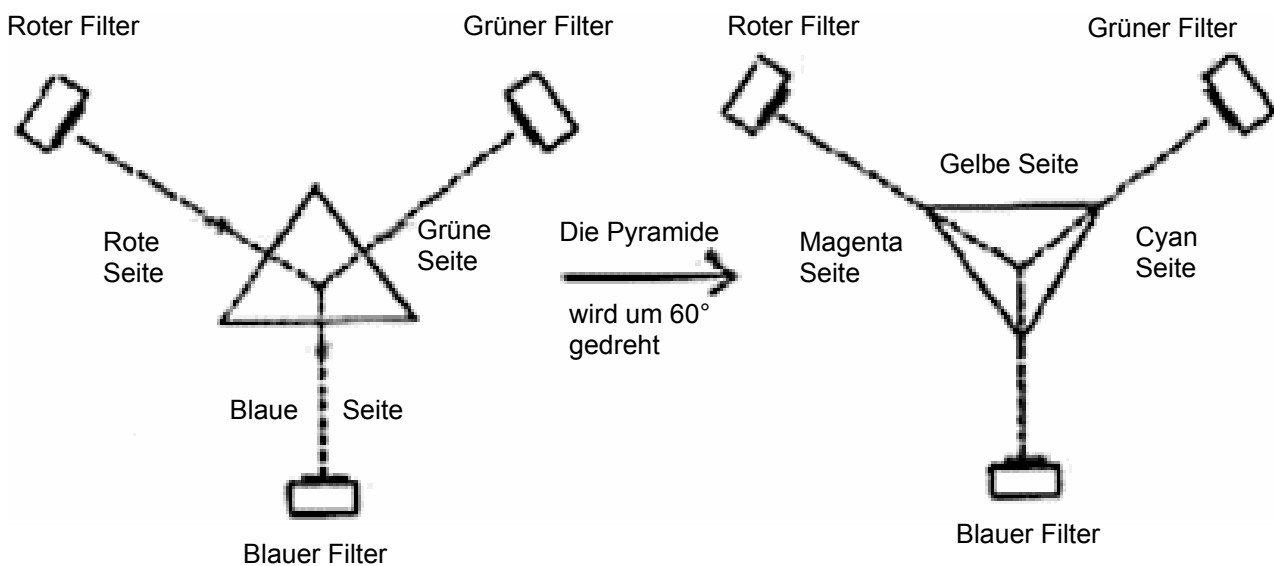 Roter Filter
Grüner Filter
Rote
Seite
Grüne
Seite
Blaue Seite
Blauer Filter
Die Pyramide
wird um 60°
gedreht
Roter Filter
Grüner Filter
Gelbe Seite
Magenta
Seite
Cyan
Seite
Blauer Filter